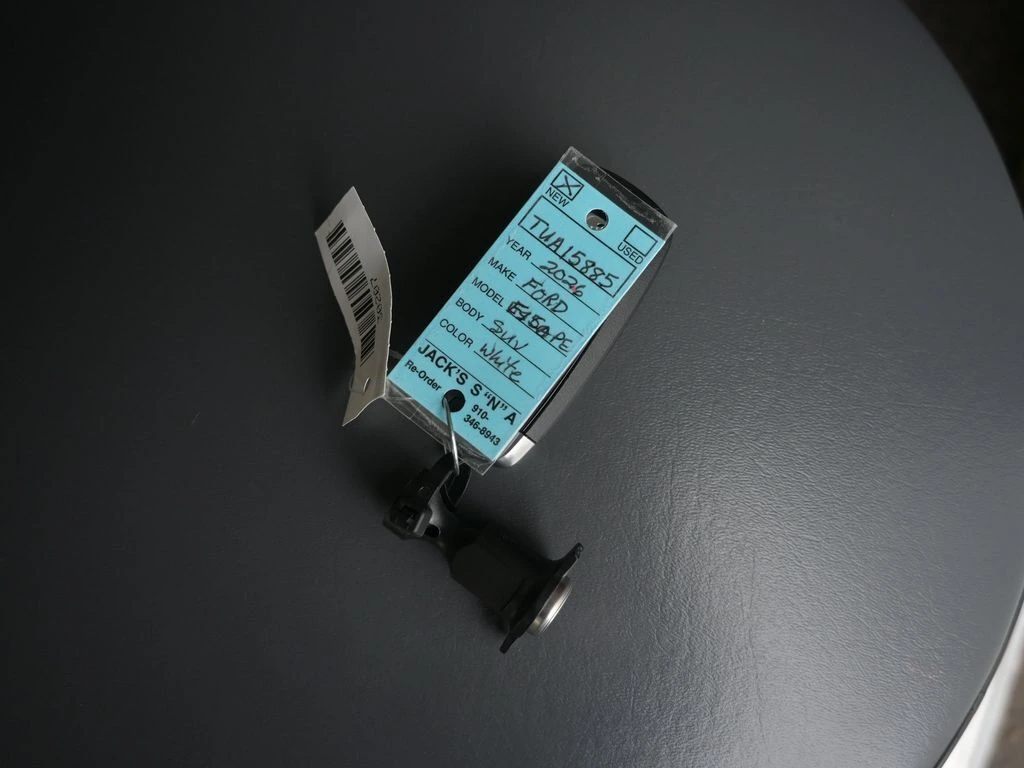 NEW
USED
TUA15885
YEAR 2026
MAKE FORD
MODEL ESCAPE
BODY SUV
COLOR White
JACK'S S "N" A
Re-Order 910-
346-8943